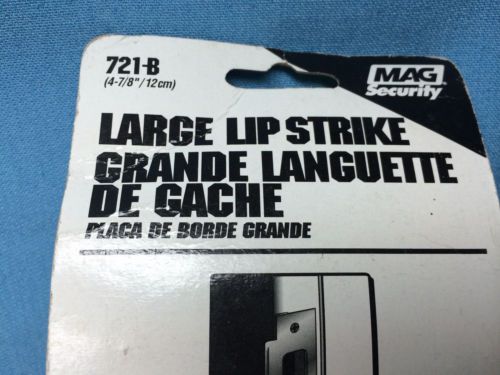 721-B
(4-7/8"/12cm)
MAG
Security
LARGE LIP STRIKE
GRANDE LANGUETTE
DE GACHE
PLACA DE BORDE GRANDE